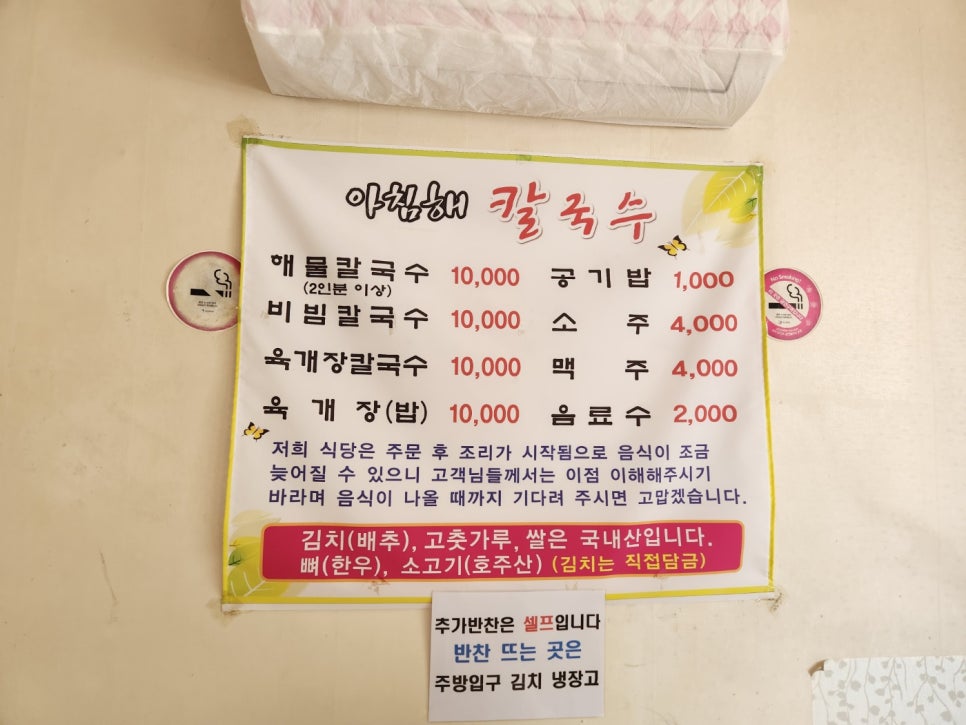 아침해 칼국수
해물칼국수 10,000 공기밥 1,000
(2인분 이상)
비빔칼국수 10,000 소주 4,000
육개장칼국수 10,000 맥주 4,000
육개장(밥) 10,000 음료수 2,000
저희 식당은 주문 후 조리가 시작됨으로 음식이 조금
늦어질 수 있으니 고객님들께서는 이점 이해해주시기
바라며 음식이 나올 때까지 기다려 주시면 고맙겠습니다.
김치(배추), 고춧가루, 쌀은 국내산입니다.
뼈(한우), 소고기(호주산) (김치는 직접담금)
추가반찬은 셀프입니다
반찬 뜨는 곳은
주방입구 김치 냉장고
No Smoking!